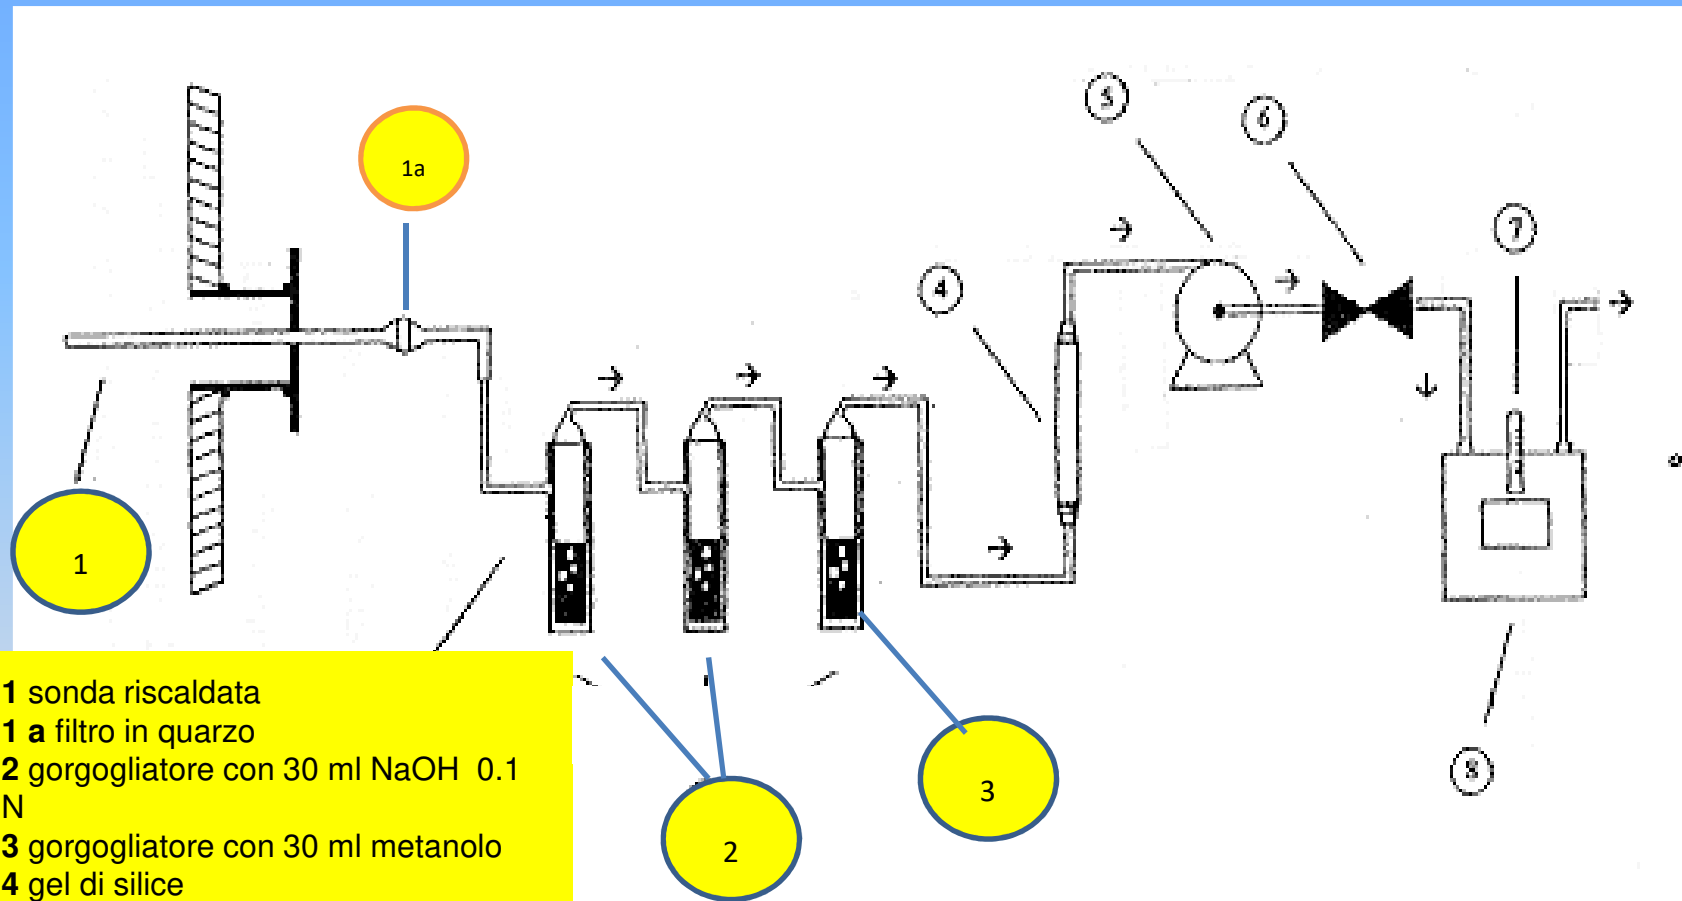 5
6
1a
7
4
1
1 sonda riscaldata
1 a filtro in quarzo
2 gorgogliatore con 30 ml NaOH 0.1
N
3 gorgogliatore con 30 ml metanolo
4 gel di silice
2
3
8